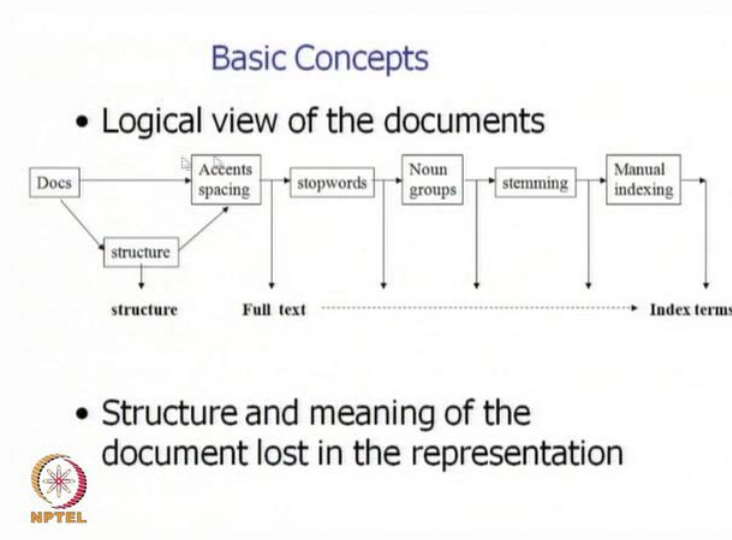 Basic Concepts
• Logical view of the documents
Docs
Accents
spacing
stopwords
Noun
groups
stemming
Manual
indexing
structure
structure
Full text
Index terms
• Structure and meaning of the
document lost in the representation
NPTEL